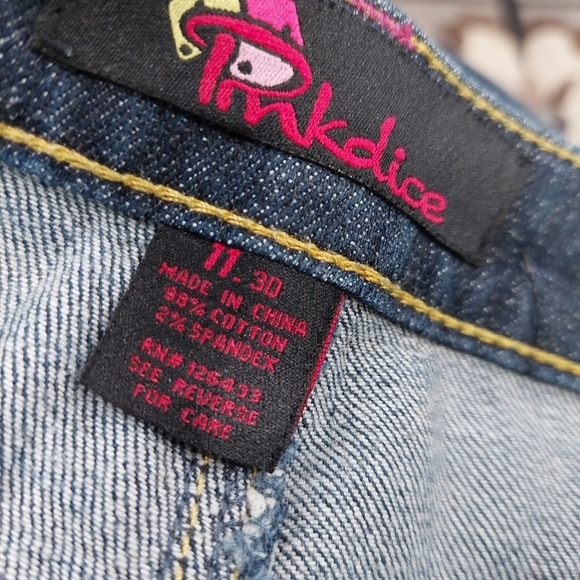 Pinkdice
11. 30
MADE IN CHINA
98% COTTON
2% SPANDEX
RN# 126433
SEE REVERSE
FOR CARE